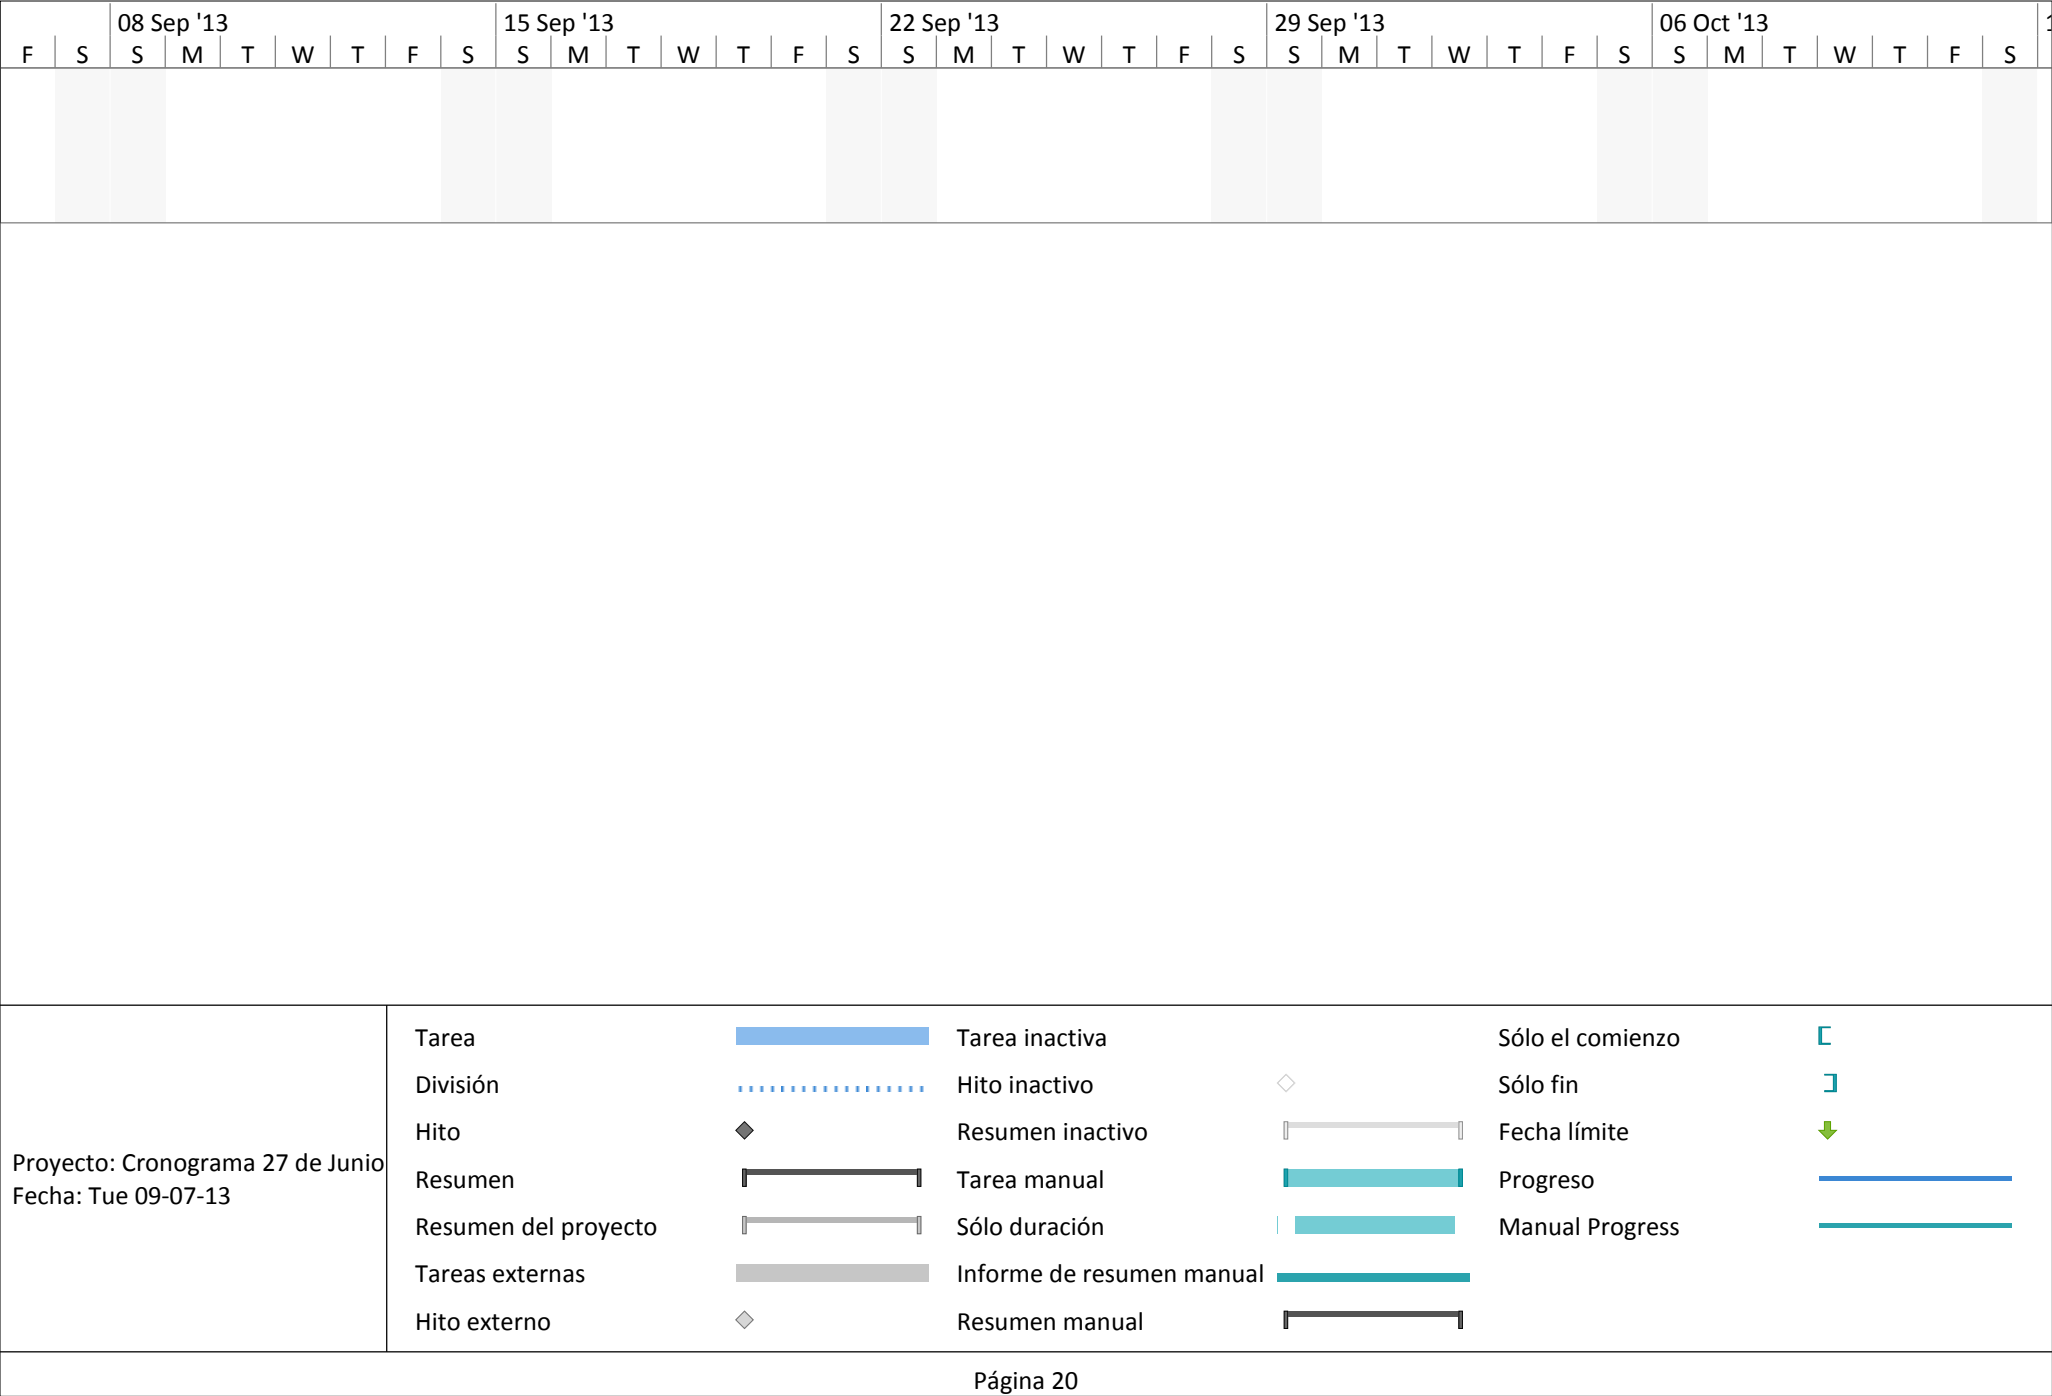 08 Sep '13 15 Sep '13 22 Sep '13 29 Sep '13 06 Oct '13 1
F S S M T W T F S S M T W T F S S M T W T F S S M T W T F S S M T W T F S
Tarea Tarea inactiva Sólo el comienzo
División Hito inactivo Sólo fin
Hito Resumen inactivo Fecha límite
Proyecto: Cronograma 27 de Junio
Fecha: Tue 09-07-13
Resumen Tarea manual Progreso
Resumen del proyecto Sólo duración Manual Progress
Tareas externas Informe de resumen manual
Hito externo Resumen manual
Página 20